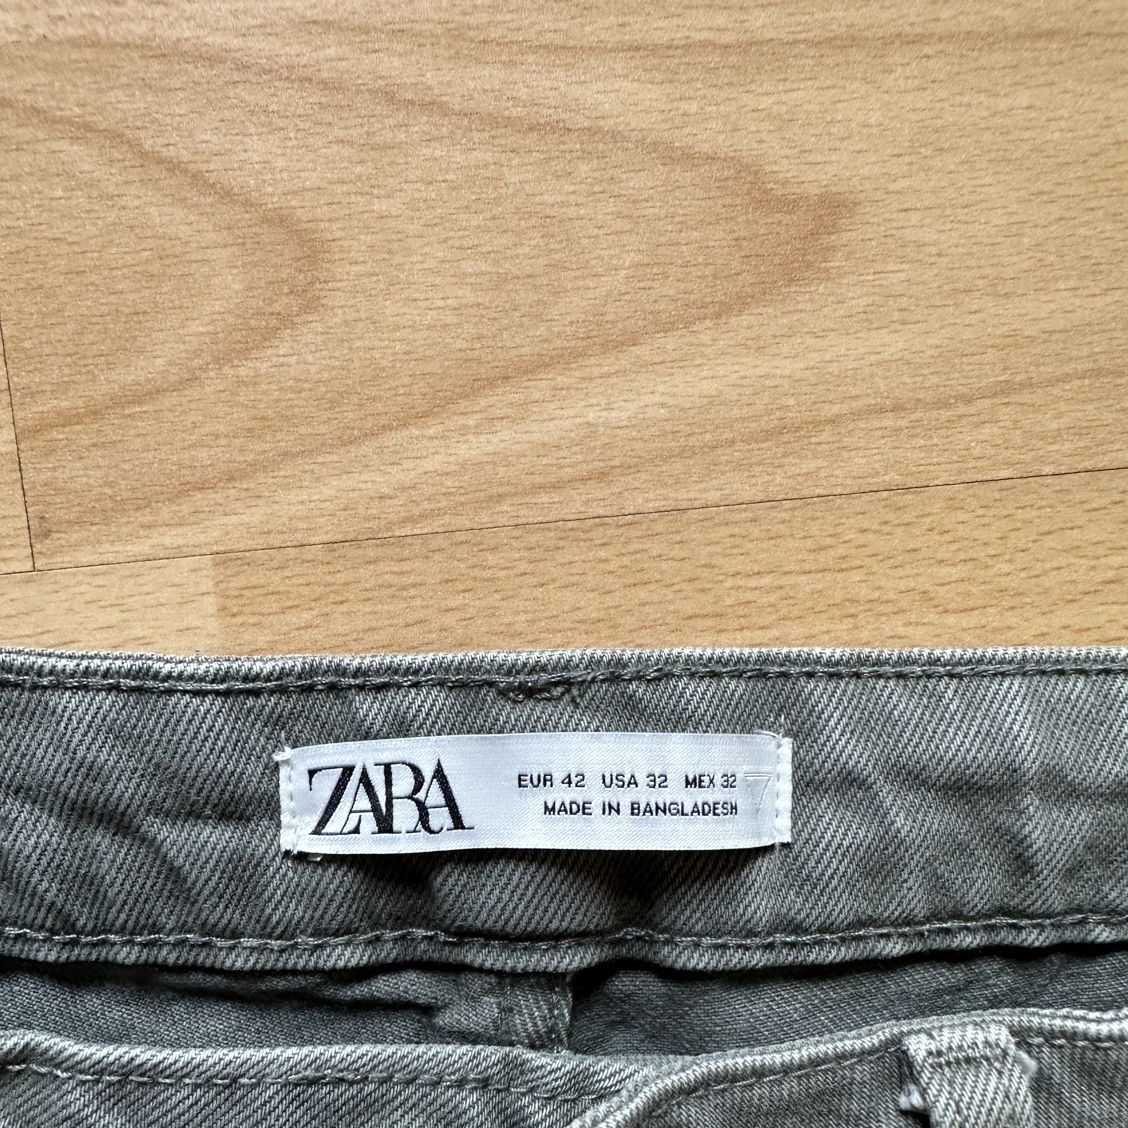 ZARA
EUR 42 USA 32 MEX 32
MADE IN BANGLADESH